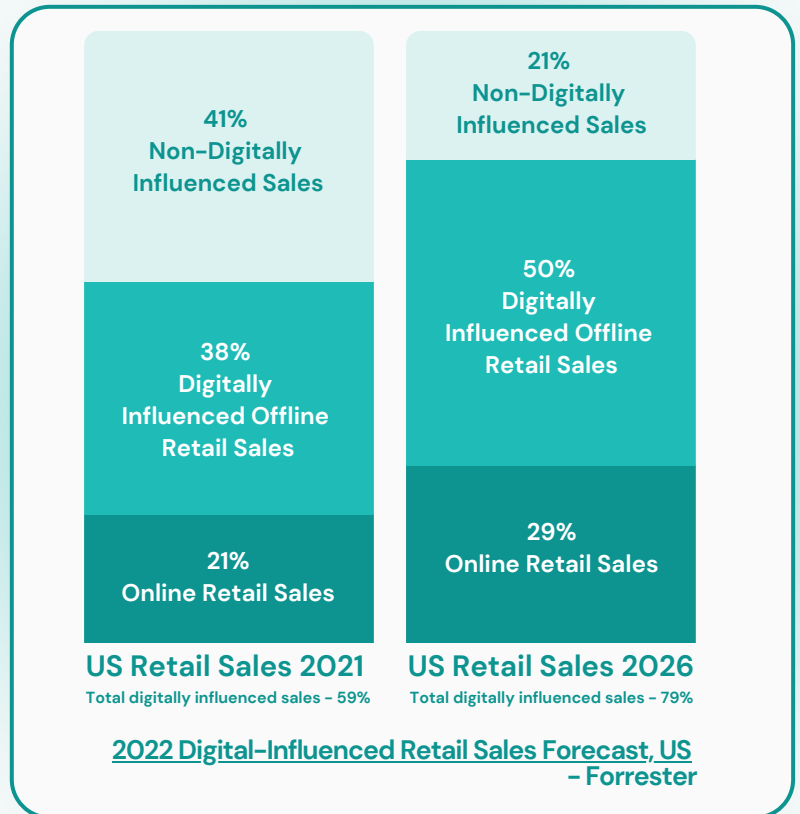 41%
Non-Digitally
Influenced Sales
38%
Digitally
Influenced Offline
Retail Sales
21%
Online Retail Sales
US Retail Sales 2021
Total digitally influenced sales - 59%
21%
Non-Digitally
Influenced Sales
50%
Digitally
Influenced Offline
Retail Sales
29%
Online Retail Sales
US Retail Sales 2026
Total digitally influenced sales - 79%
2022 Digital-Influenced Retail Sales Forecast, US
- Forrester